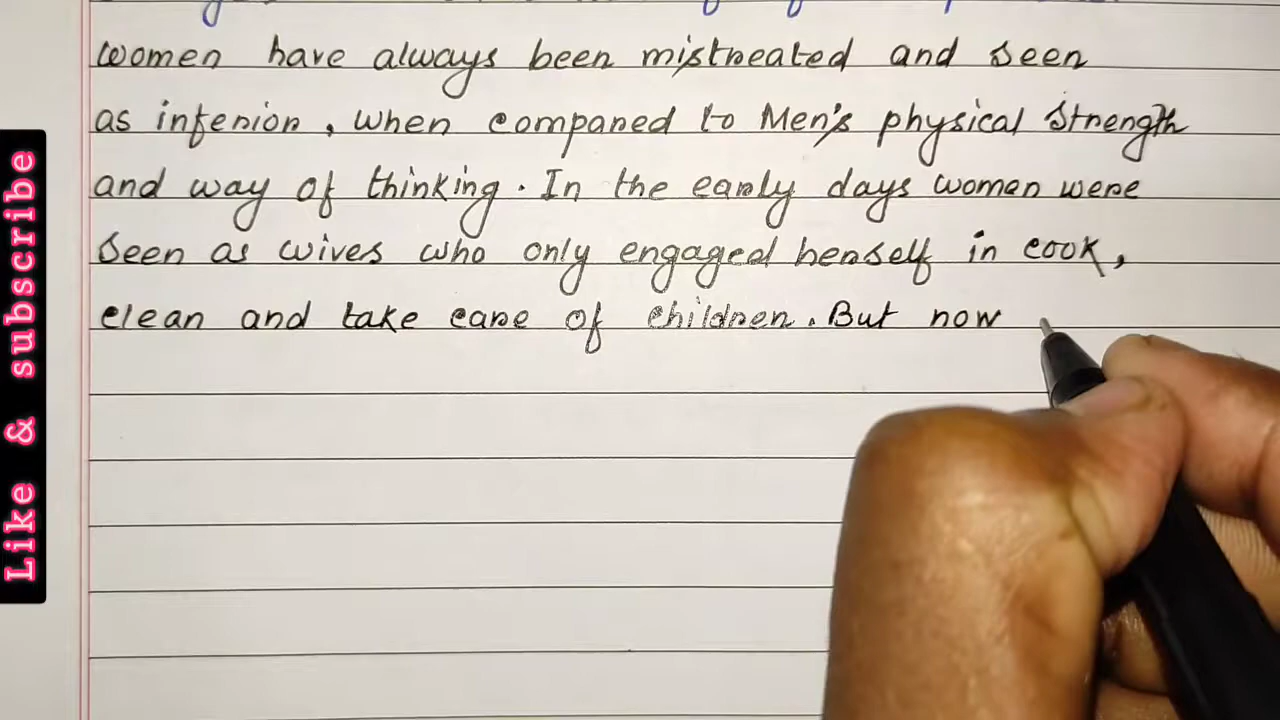 women have always been mistreated and seen
as inferior, when compared to Men's physical strength
and way of thinking. In the early days women were
seen as wives who only engaged herself in cook,
clean and take care of children. But now
Like & subscribe